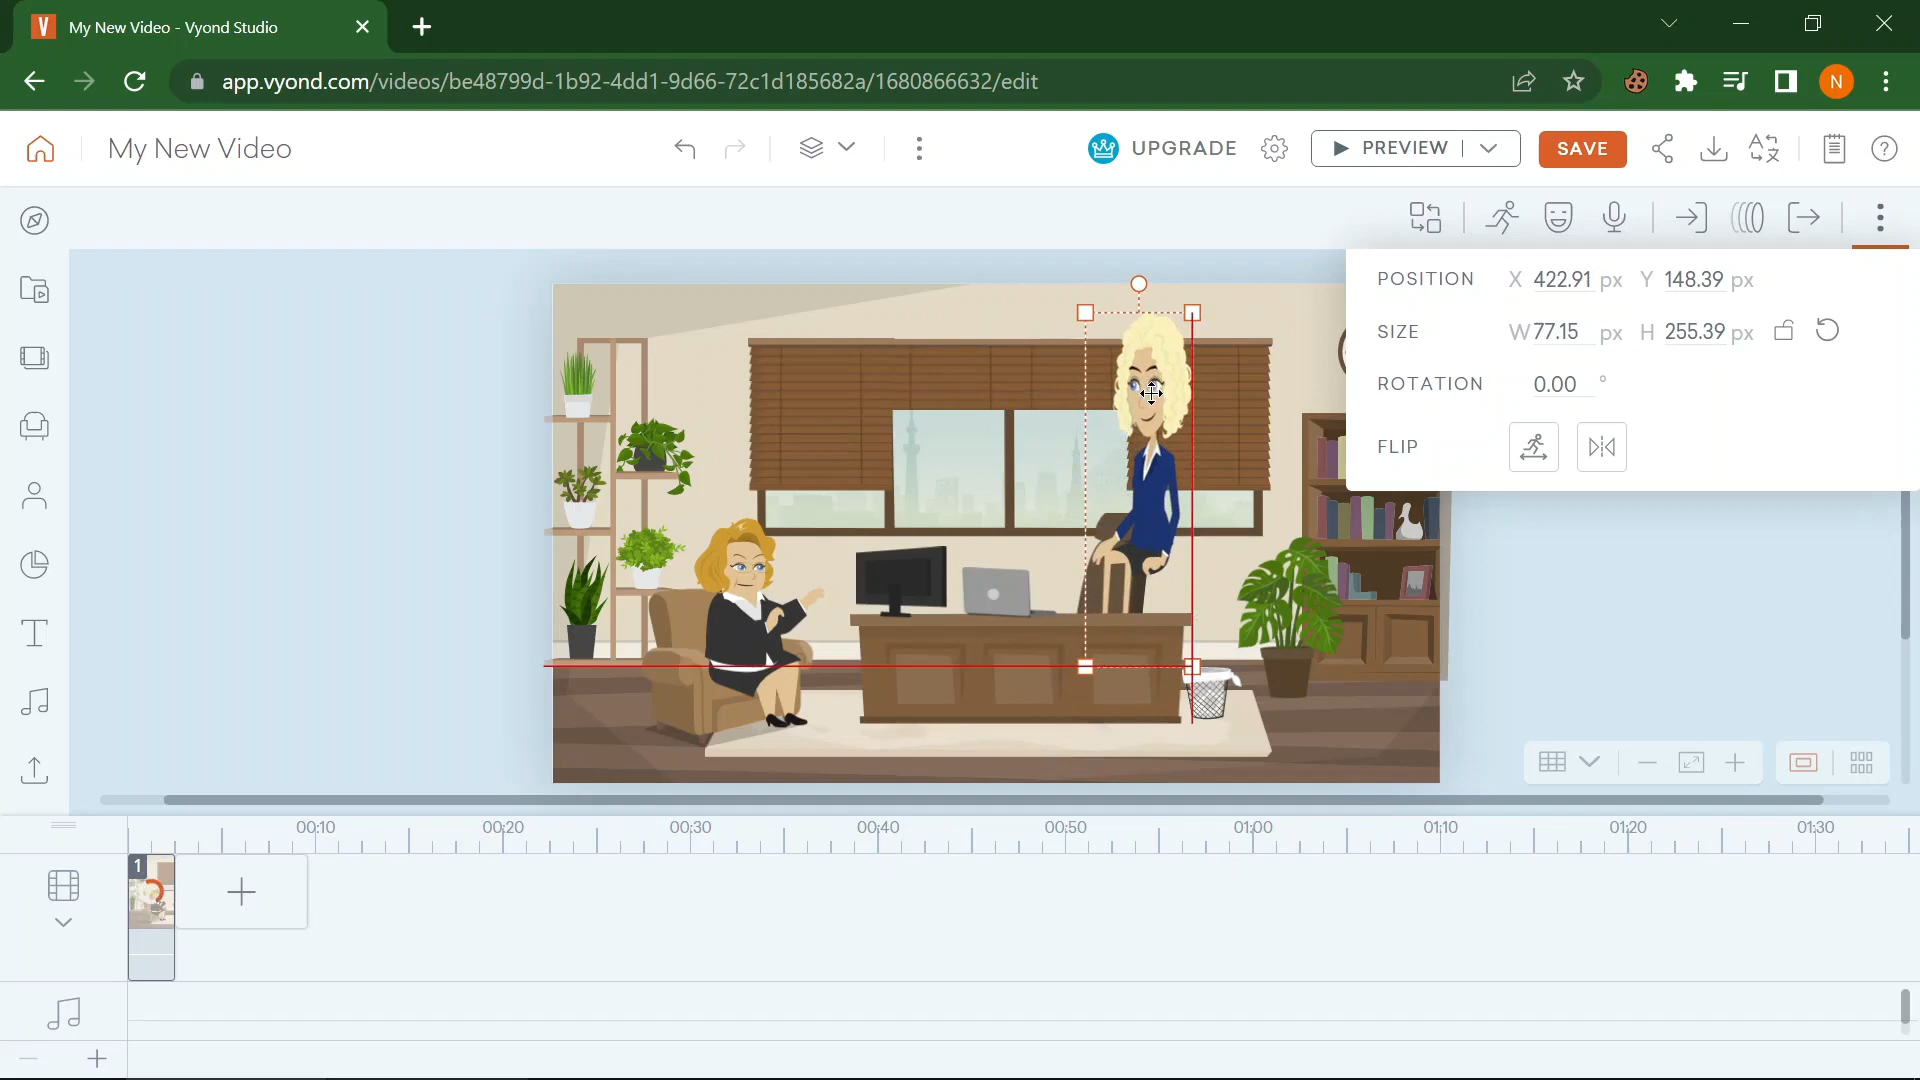 V My New Video - Vyond Studio
app.vyond.com/videos/be48799d-1b92-4dd1-9d66-72c1d185682a/1680866632/edit
N
My New Video
UPGRADE
PREVIEW
SAVE
POSITION X 422.91 px Y 148.39 px
SIZE W 77.15 px H 255.39 px
ROTATION 0.00 °
FLIP
00:10 00:20 00:30 00:40 00:50 01:00 01:10 01:20 01:30
1